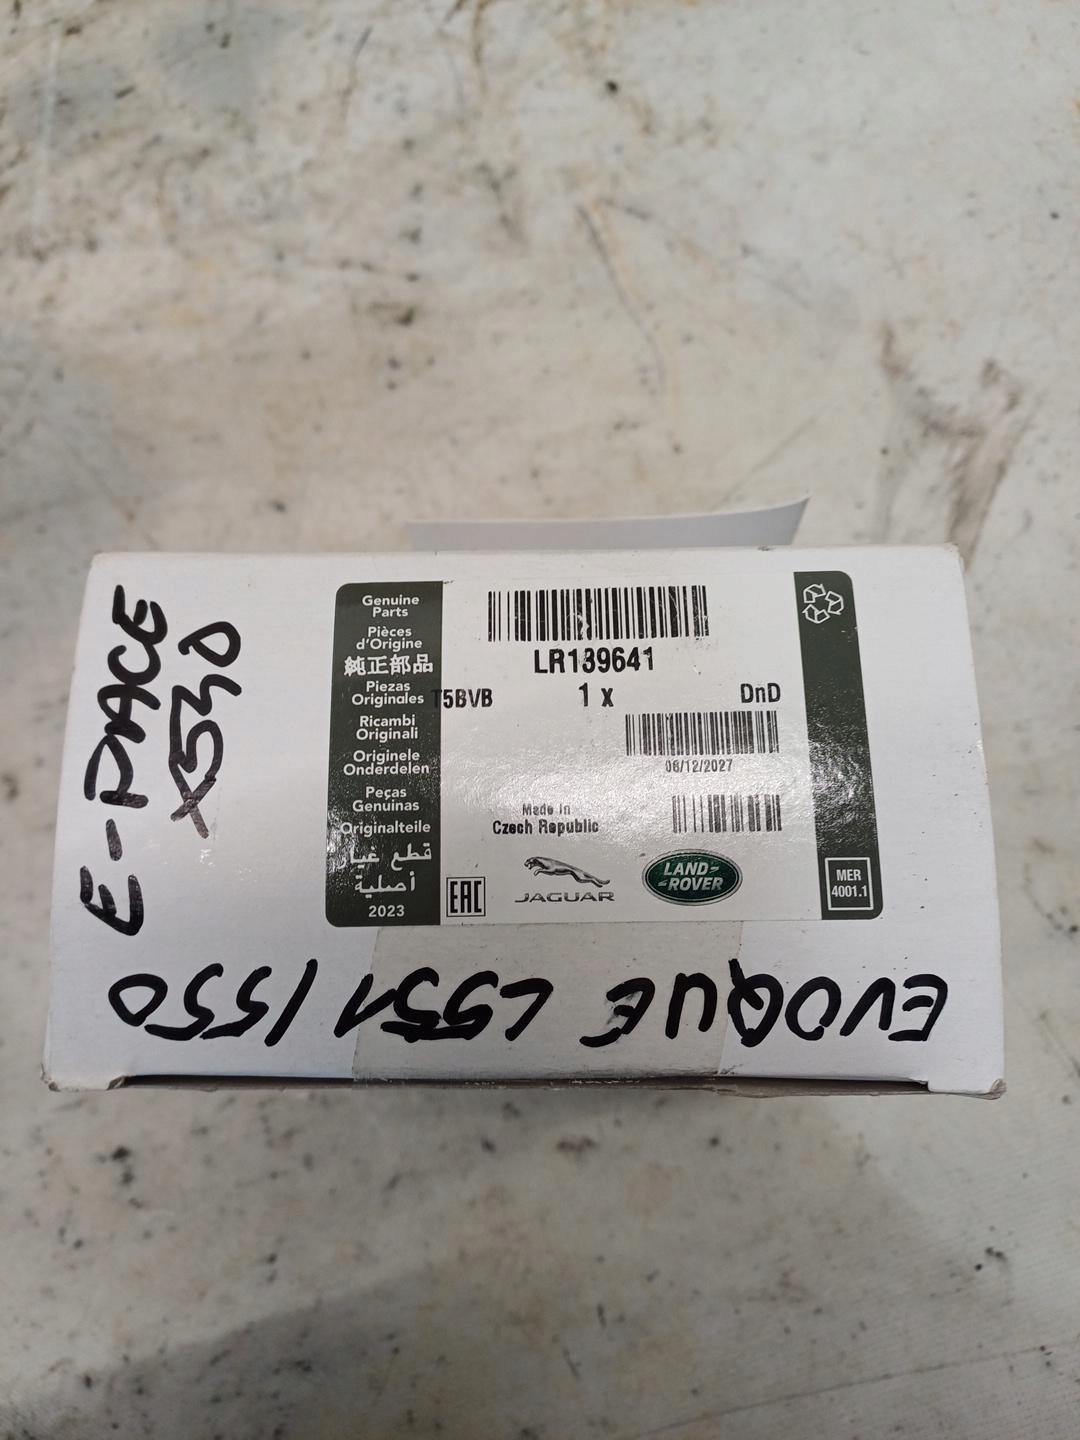 E-PACE
X540
Genuine
Parts
Pièces
d'Origine
純正部品
Piezas
Originales
Ricambi
Originali
Originele
Onderdelen
Peças
Genuinas
Originalteile
قطع غيار
أصلية
2023
LR139641
T5BVB 1 x DnD
06/12/2027
Made In
Czech Republic
EAC
JAGUAR
LAND-
-ROVER
MER
4001.1
EVOQUE L551/550